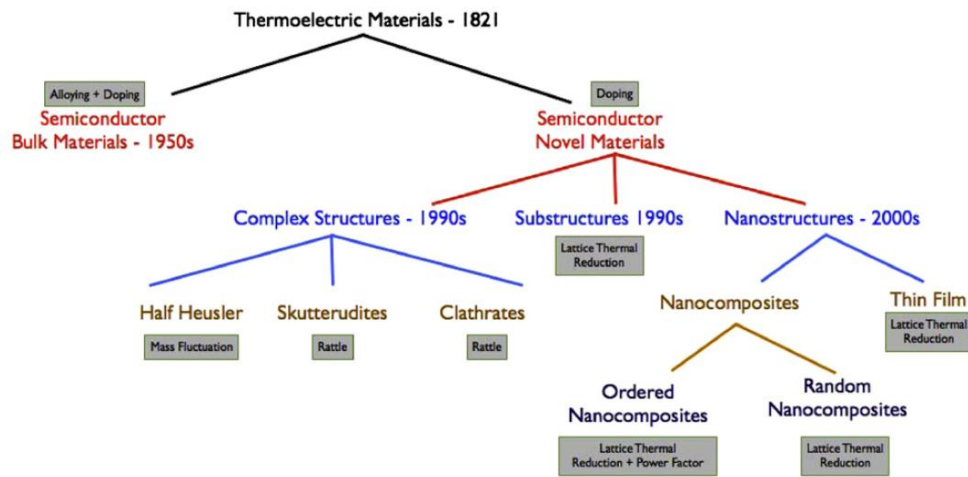 Thermoelectric Materials - 1821
Alloying + Doping
Semiconductor
Bulk Materials - 1950s
Doping
Semiconductor
Novel Materials
Complex Structures - 1990s
Substructures 1990s
Lattice Thermal
Reduction
Nanostructures - 2000s
Half Heusler
Mass Fluctuation
Skutterudites
Rattle
Clathrates
Rattle
Nanocomposites
Thin Film
Lattice Thermal
Reduction
Ordered
Nanocomposites
Lattice Thermal
Reduction + Power Factor
Random
Nanocomposites
Lattice Thermal
Reduction